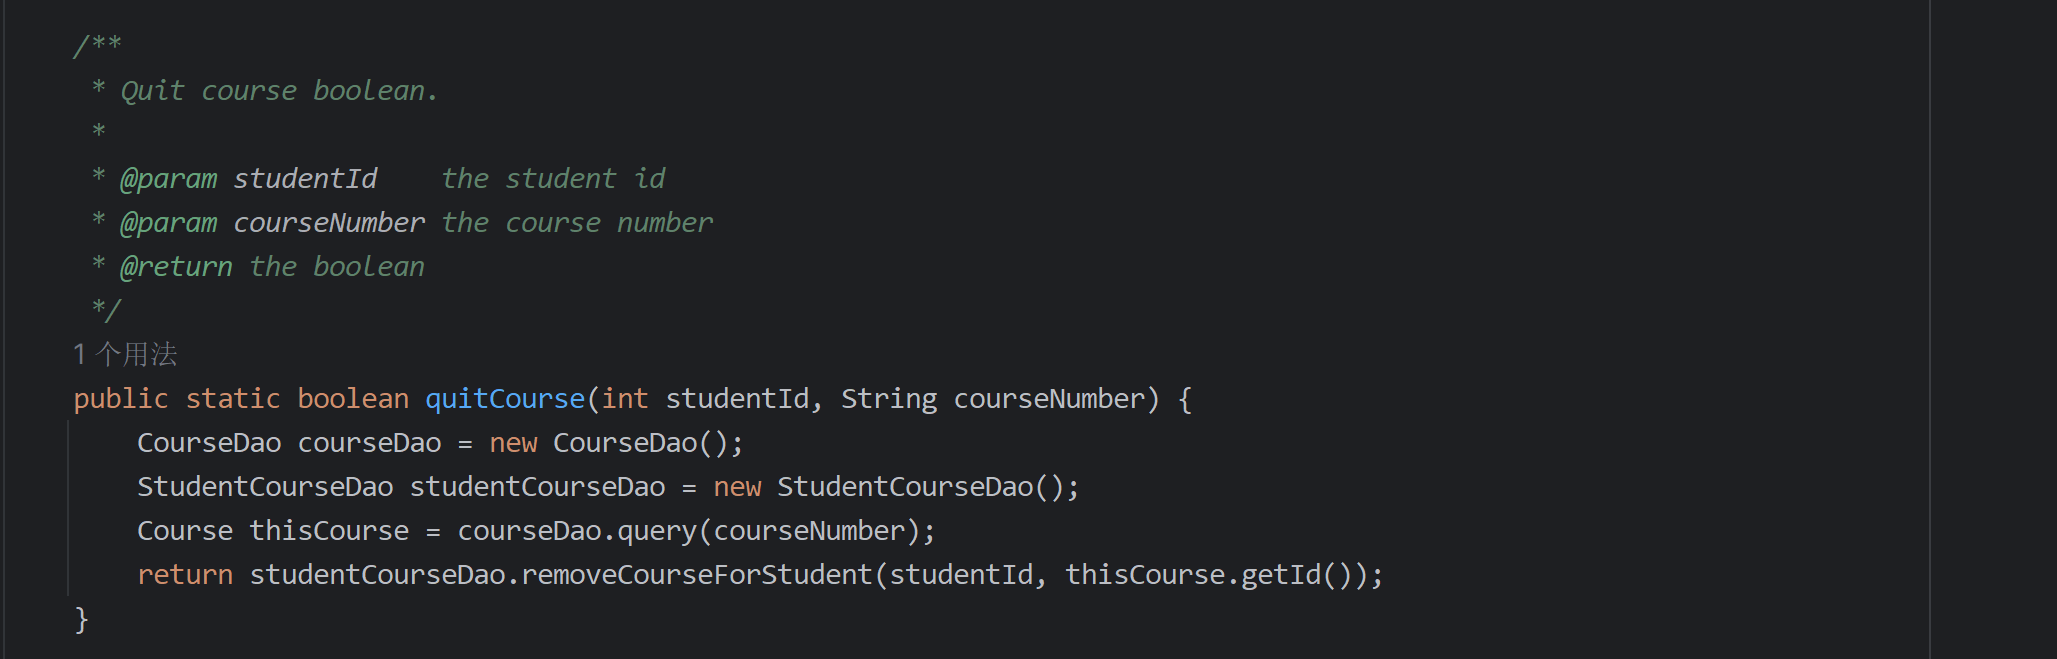 /**
 * Quit course boolean.
 *
 * @param studentId    the student id
 * @param courseNumber the course number
 * @return the boolean
 */
1 个用法
public static boolean quitCourse(int studentId, String courseNumber) {
    CourseDao courseDao = new CourseDao();
    StudentCourseDao studentCourseDao = new StudentCourseDao();
    Course thisCourse = courseDao.query(courseNumber);
    return studentCourseDao.removeCourseForStudent(studentId, thisCourse.getId());
}